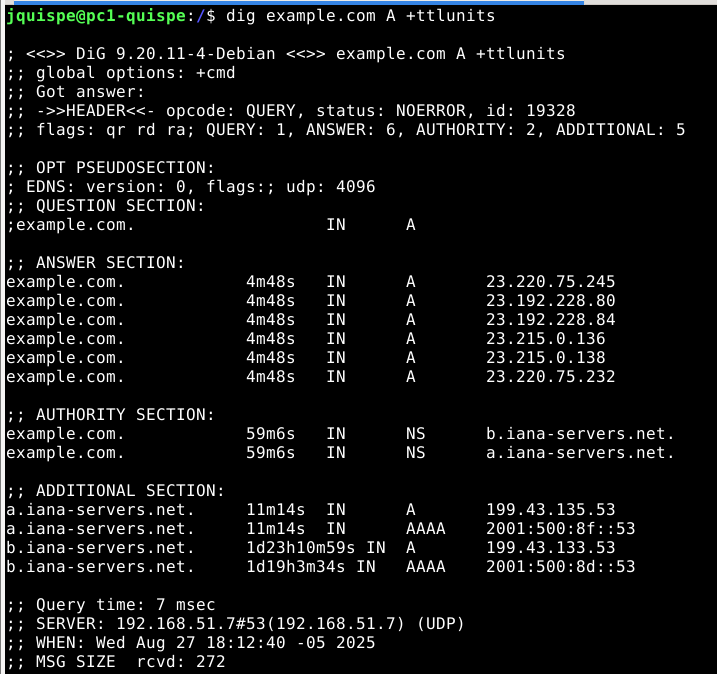 jquispe@pc1-quispe:/$ dig example.com A +ttlunits
; <<>> DiG 9.20.11-4-Debian <<>> example.com A +ttlunits
;; global options: +cmd
;; Got answer:
;; ->>HEADER<<- opcode: QUERY, status: NOERROR, id: 19328
;; flags: qr rd ra; QUERY: 1, ANSWER: 6, AUTHORITY: 2, ADDITIONAL: 5
;; OPT PSEUDOSECTION:
; EDNS: version: 0, flags:; udp: 4096
;; QUESTION SECTION:
;example.com. IN A
;; ANSWER SECTION:
example.com. 4m48s IN A 23.220.75.245
example.com. 4m48s IN A 23.192.228.80
example.com. 4m48s IN A 23.192.228.84
example.com. 4m48s IN A 23.215.0.136
example.com. 4m48s IN A 23.215.0.138
example.com. 4m48s IN A 23.220.75.232
;; AUTHORITY SECTION:
example.com. 59m6s IN NS b.iana-servers.net.
example.com. 59m6s IN NS a.iana-servers.net.
;; ADDITIONAL SECTION:
a.iana-servers.net. 11m14s IN A 199.43.135.53
a.iana-servers.net. 11m14s IN AAAA 2001:500:8f::53
b.iana-servers.net. 1d23h10m59s IN A 199.43.133.53
b.iana-servers.net. 1d19h3m34s IN AAAA 2001:500:8d::53
;; Query time: 7 msec
;; SERVER: 192.168.51.7#53(192.168.51.7) (UDP)
;; WHEN: Wed Aug 27 18:12:40 -05 2025
;; MSG SIZE rcvd: 272